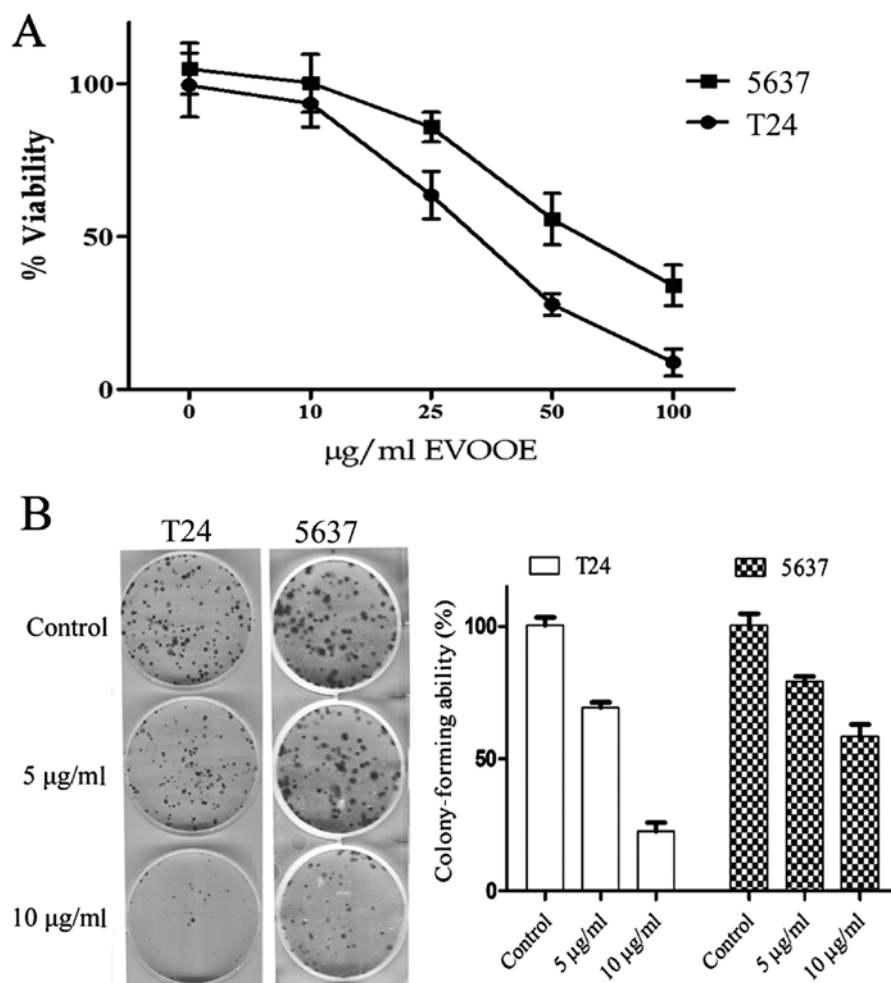 A
100
50
0
% Viability
0 10 25 50 100
µg/ml EVOOE
5637
T24
B
T24 5637
Control
5 µg/ml
10 µg/ml
T24 5637
Colony-forming ability (%)
100
50
0
Control 5 µg/ml 10 µg/ml Control 5 µg/ml 10 µg/ml